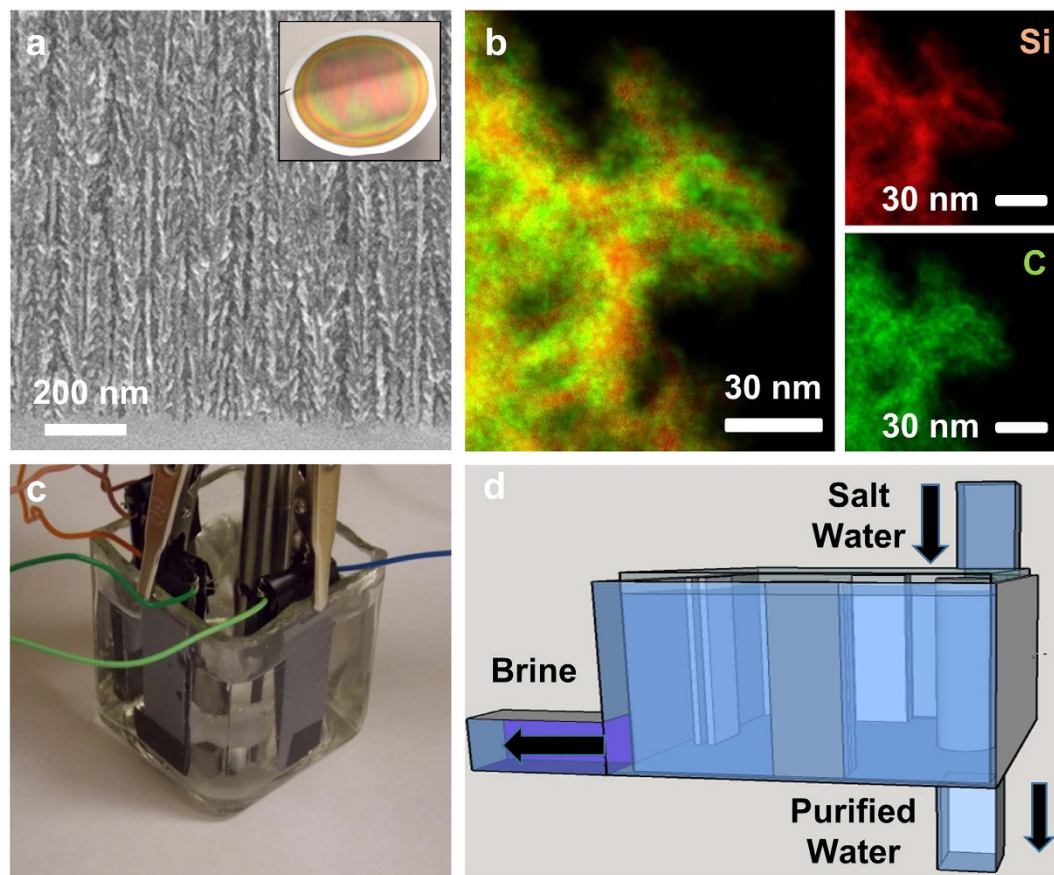 a
200 nm
b
30 nm
Si
30 nm
C
30 nm
c
d
Salt
Water
Brine
Purified
Water